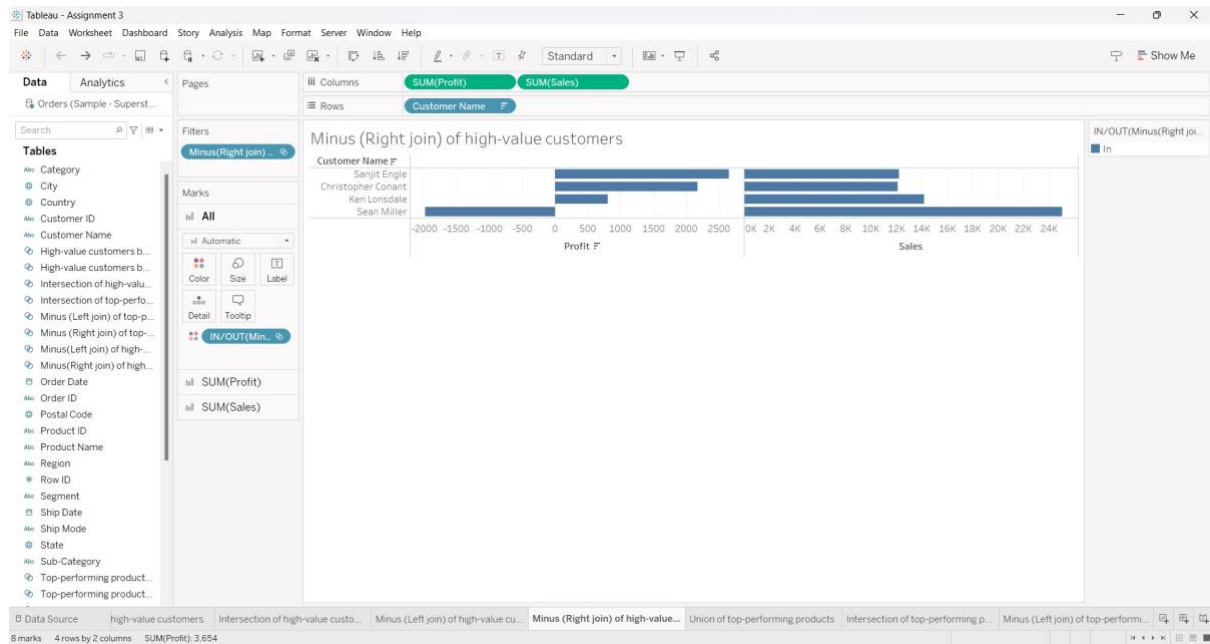 Tableau - Assignment 3
File Data Worksheet Dashboard Story Analysis Map Format Server Window Help
Standard
Show Me
Data Analytics
Orders (Sample - Superst...
Search
Tables
Abc Category
City
Country
Abc Customer ID
Abc Customer Name
High-value customers b...
High-value customers b...
Intersection of high-valu...
Intersection of top-perfo...
Minus (Left join) of top-p...
Minus (Right join) of top-...
Minus(Left join) of high-...
Minus(Right join) of high...
Order Date
Abc Order ID
Postal Code
Abc Product ID
Abc Product Name
Abc Region
Row ID
Abc Segment
Ship Date
Abc Ship Mode
State
Abc Sub-Category
Top-performing product...
Top-performing product...
Pages
Filters
Minus(Right join) ...
Marks
All
Automatic
Color Size Label
Detail Tooltip
IN/OUT(Min...
SUM(Profit)
SUM(Sales)
Columns SUM(Profit) SUM(Sales)
Rows Customer Name
Minus (Right join) of high-value customers
Customer Name
Sanjit Engle
Christopher Conant
Ken Lonsdale
Sean Miller
-2000 -1500 -1000 -500 0 500 1000 1500 2000 2500 0K 2K 4K 6K 8K 10K 12K 14K 16K 18K 20K 22K 24K
Profit Sales
IN/OUT(Minus(Right joi...
In
Data Source high-value customers Intersection of high-value custo... Minus (Left join) of high-value cu... Minus (Right join) of high-value... Union of top-performing products Intersection of top-performing p... Minus (Left join) of top-performi...
8 marks 4 rows by 2 columns SUM(Profit): 3,654